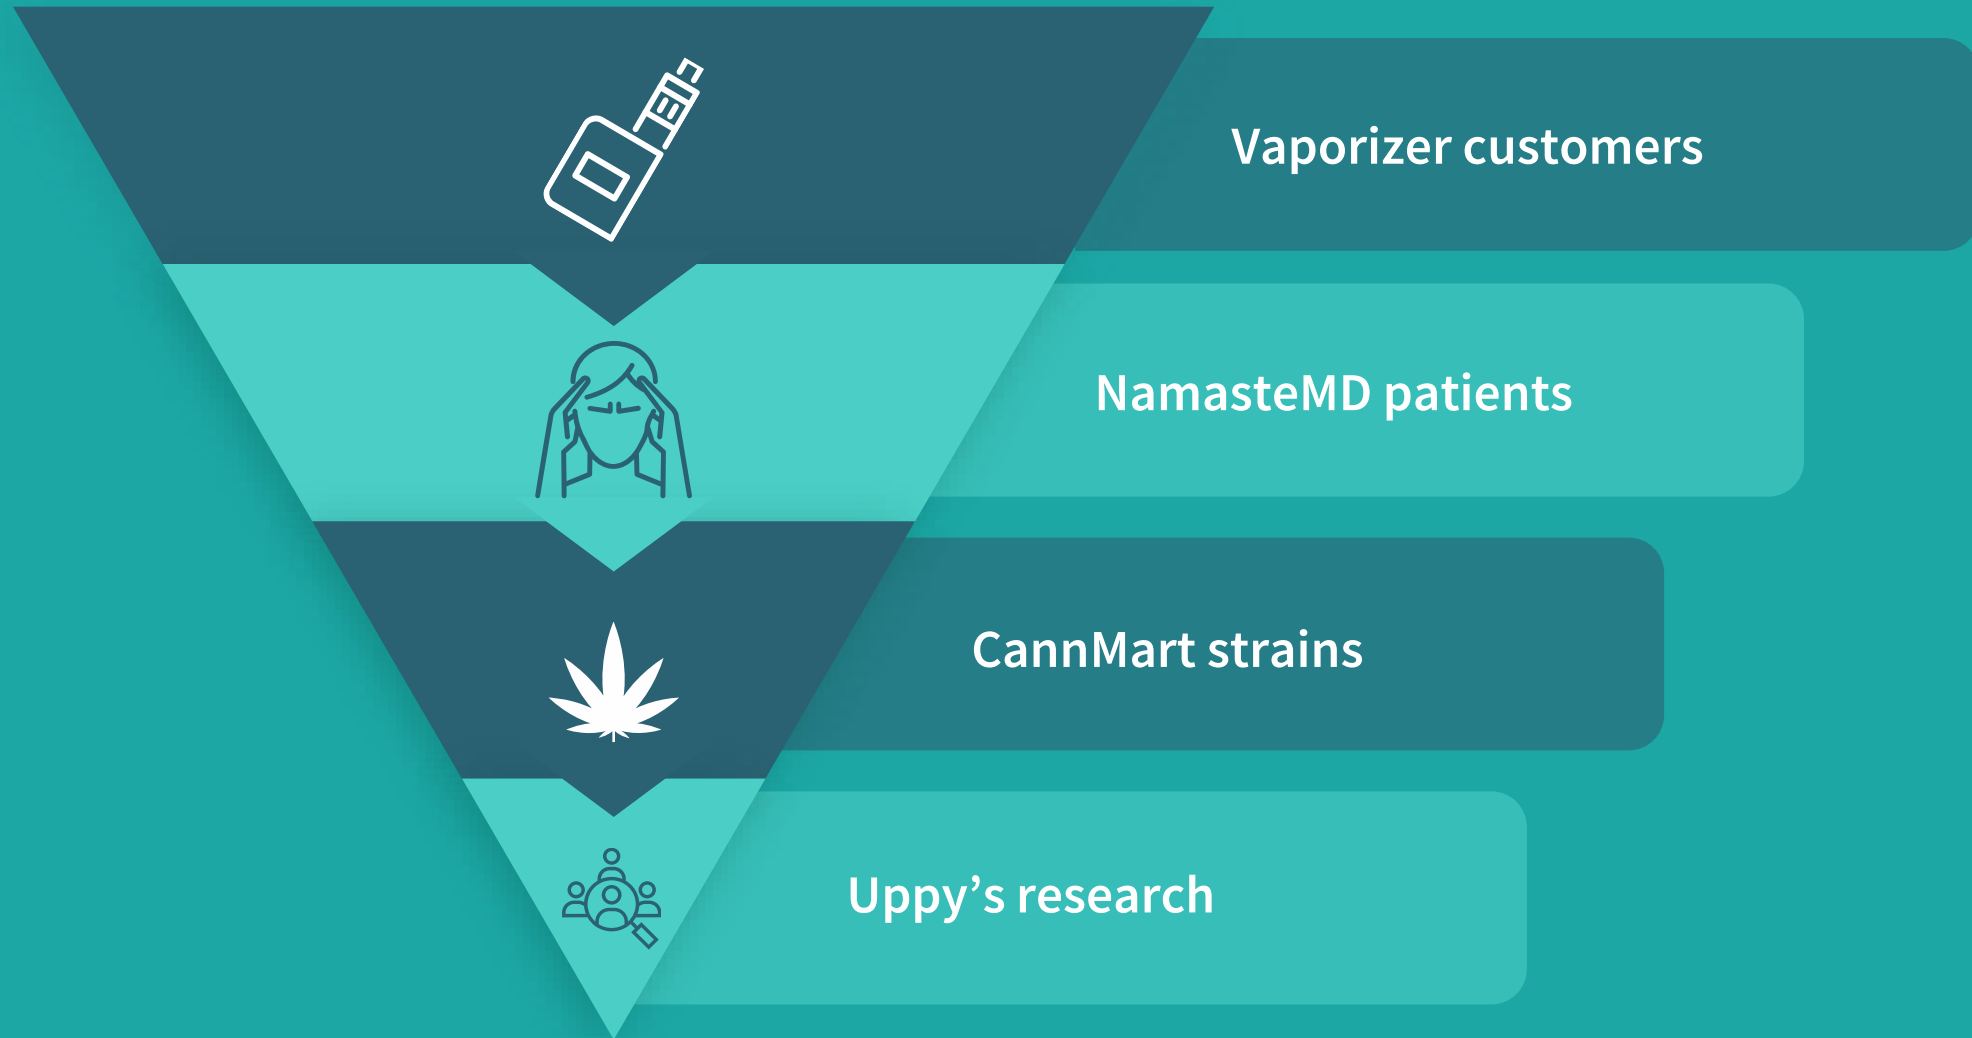 Vaporizer customers
NamasteMD patients
CannMart strains
Uppy’s research